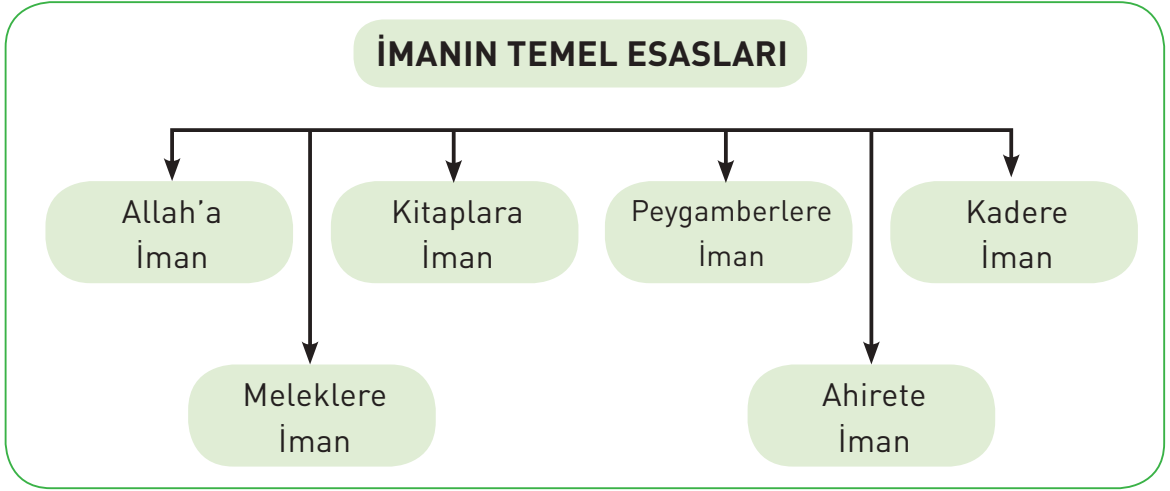 İMANIN TEMEL ESASLARI
Allah’a
İman
Kitaplara
İman
Peygamberlere
İman
Kadere
İman
Meleklere
İman
Ahirete
İman